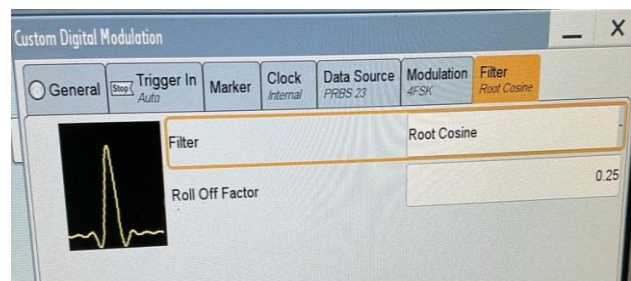 Custom Digital Modulation
General
Stop
Trigger In
Auto
Marker
Clock
Internal
Data Source
PRBS 23
Modulation
4FSK
Filter
Root Cosine
Filter
Root Cosine
Roll Off Factor
0.25